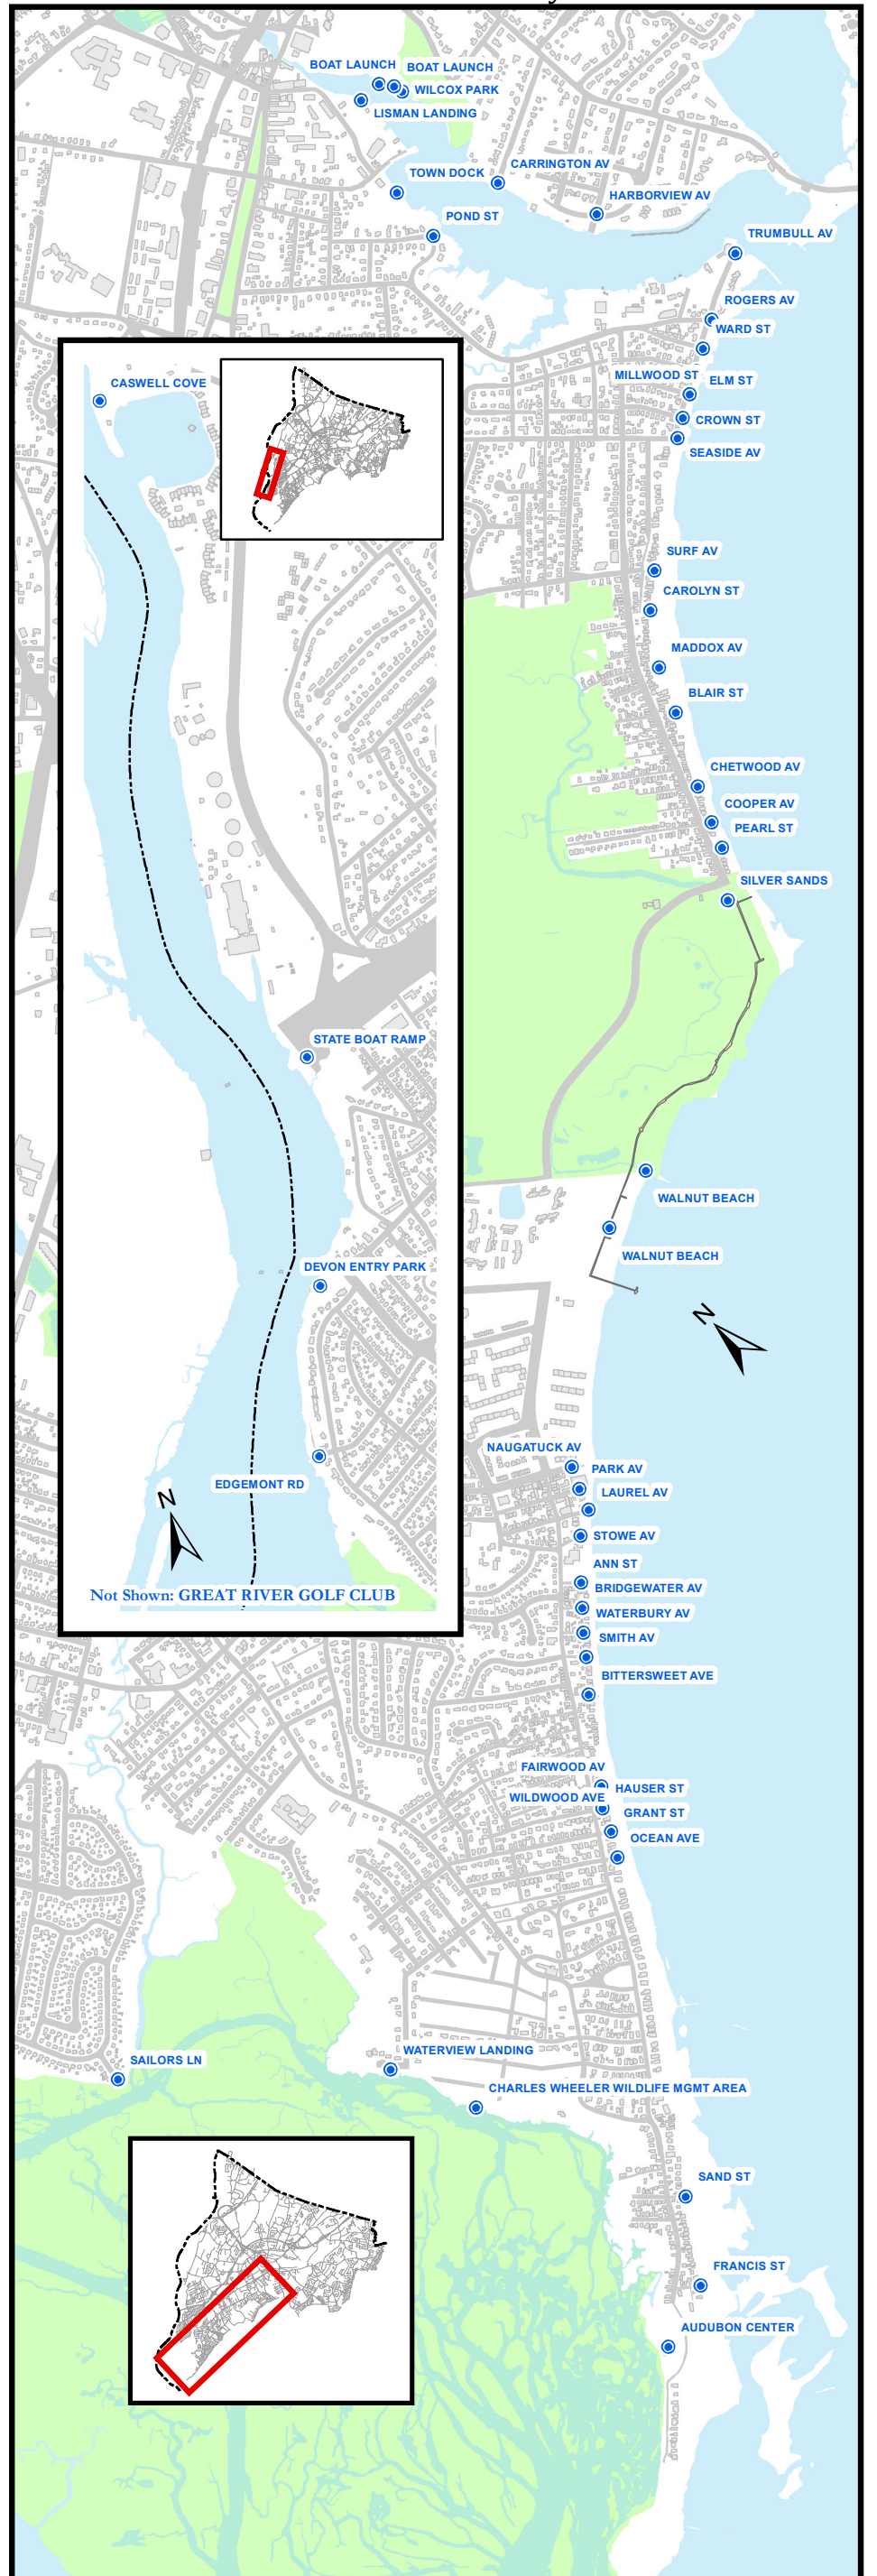 BOAT LAUNCH
BOAT LAUNCH
WILCOX PARK
LISMAN LANDING
CARRINGTON AV
TOWN DOCK
HARBORVIEW AV
POND ST
TRUMBULL AV
ROGERS AV
WARD ST
MILLWOOD ST
ELM ST
CASWELL COVE
CROWN ST
SEASIDE AV
SURF AV
CAROLYN ST
MADDOX AV
BLAIR ST
CHETWOOD AV
COOPER AV
PEARL ST
SILVER SANDS
STATE BOAT RAMP
WALNUT BEACH
WALNUT BEACH
DEVON ENTRY PARK
N
NAUGATUCK AV
PARK AV
EDGEMONT RD
LAUREL AV
N
STOWE AV
ANN ST
BRIDGEWATER AV
Not Shown: GREAT RIVER GOLF CLUB
WATERBURY AV
SMITH AV
BITTERSWEET AVE
FAIRWOOD AV
HAUSER ST
WILDWOOD AVE
GRANT ST
OCEAN AVE
WATERVIEW LANDING
SAILORS LN
CHARLES WHEELER WILDLIFE MGMT AREA
SAND ST
FRANCIS ST
AUDUBON CENTER